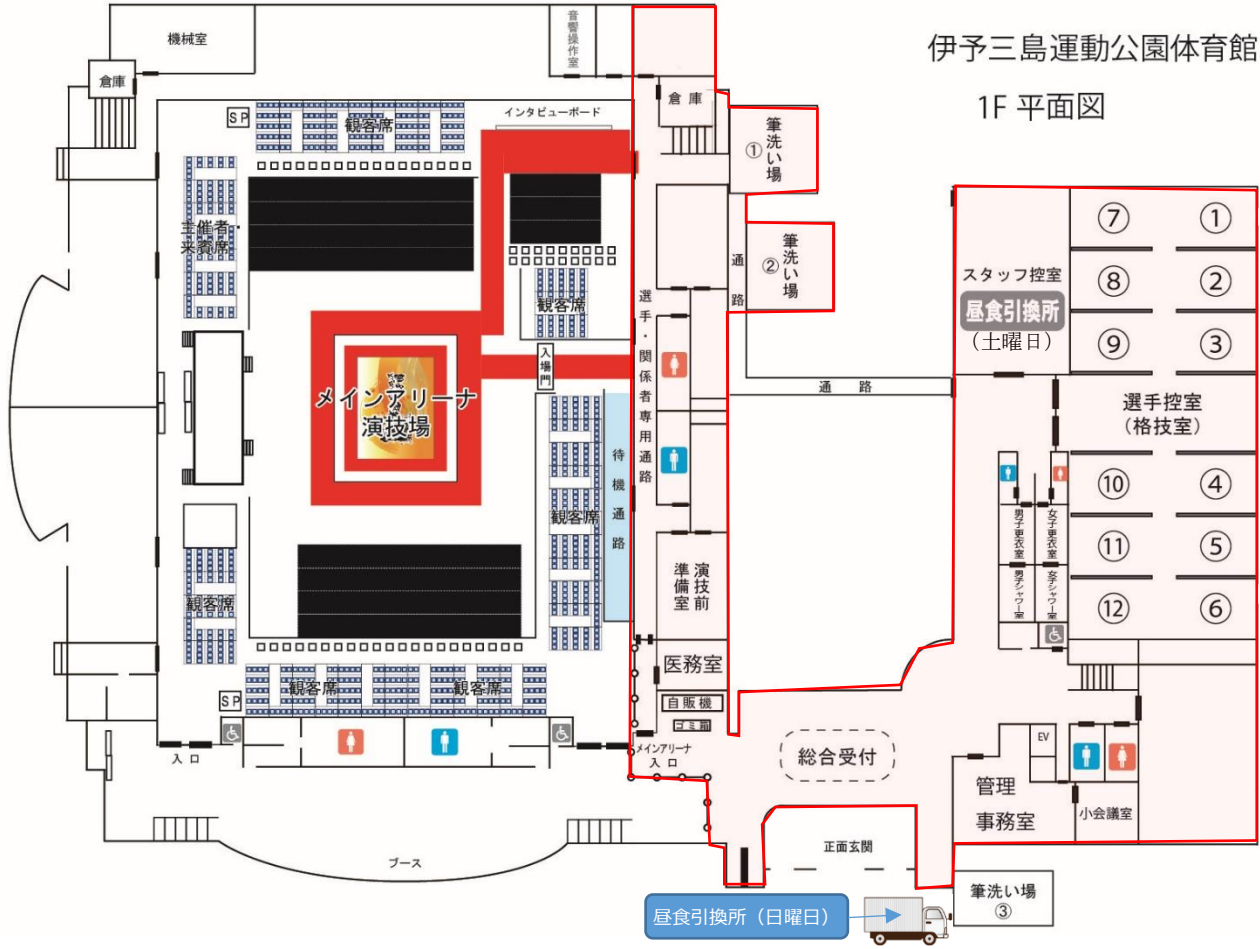 伊予三島運動公園体育館
1F 平面図
機械室
倉庫
音響操作室
倉庫
SP
観客席
インタビューボード
筆洗い場
①
筆洗い場
②
通路
主催者・
来賓席
観客席
選手・関係者専用通路
入場門
メインアリーナ
演技場
待機通路
観客席
観客席
演技前
準備室
医務室
自販機
ゴミ箱
SP
観客席
観客席
入口
メインアリーナ
入口
総合受付
ブース
正面玄関
通路
スタッフ控室
昼食引換所
（土曜日）
⑦
①
⑧
②
⑨
③
選手控室
（格技室）
⑩
④
⑪
⑤
⑫
⑥
男子更衣室
女子更衣室
男子シャワー室
女子シャワー室
EV
管理
事務室
小会議室
昼食引換所（日曜日）
筆洗い場
③